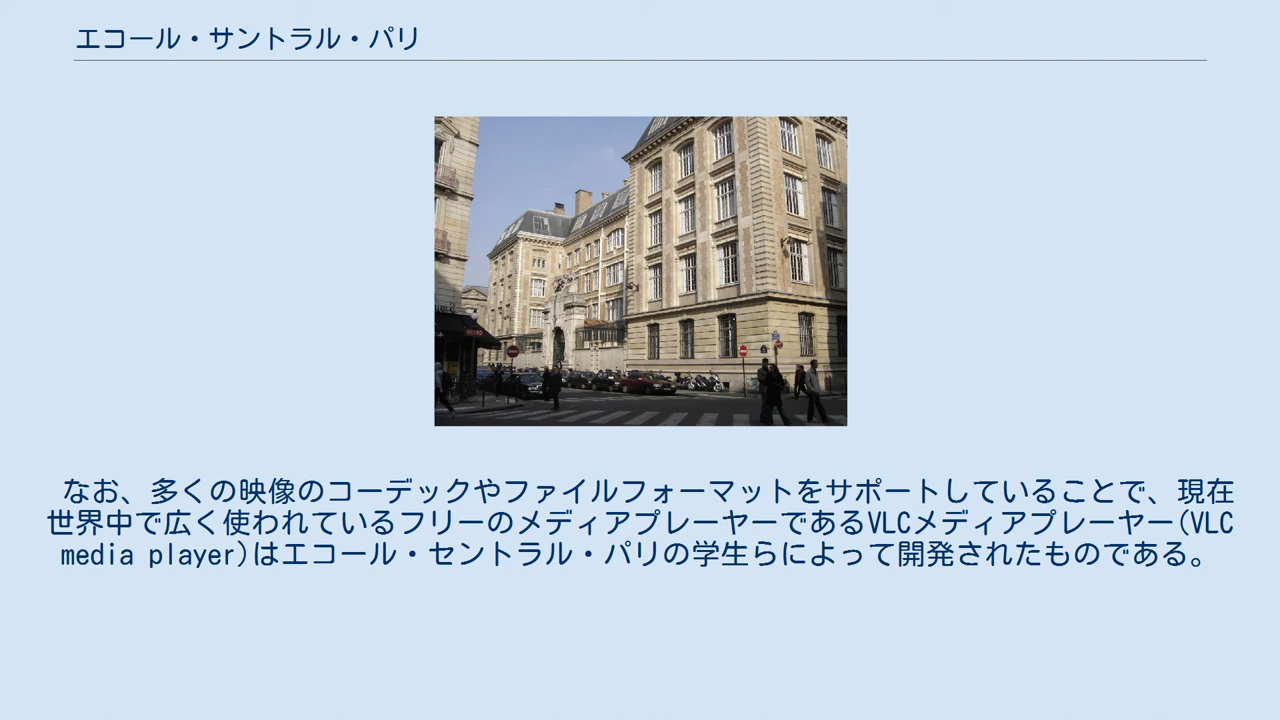 エコール・サントラル・パリ
なお、多くの映像のコーデックやファイルフォーマットをサポートしていることで、現在
世界中で広く使われているフリーのメディアプレーヤーであるVLCメディアプレーヤー(VLC
media player)はエコール・セントラル・パリの学生らによって開発されたものである。